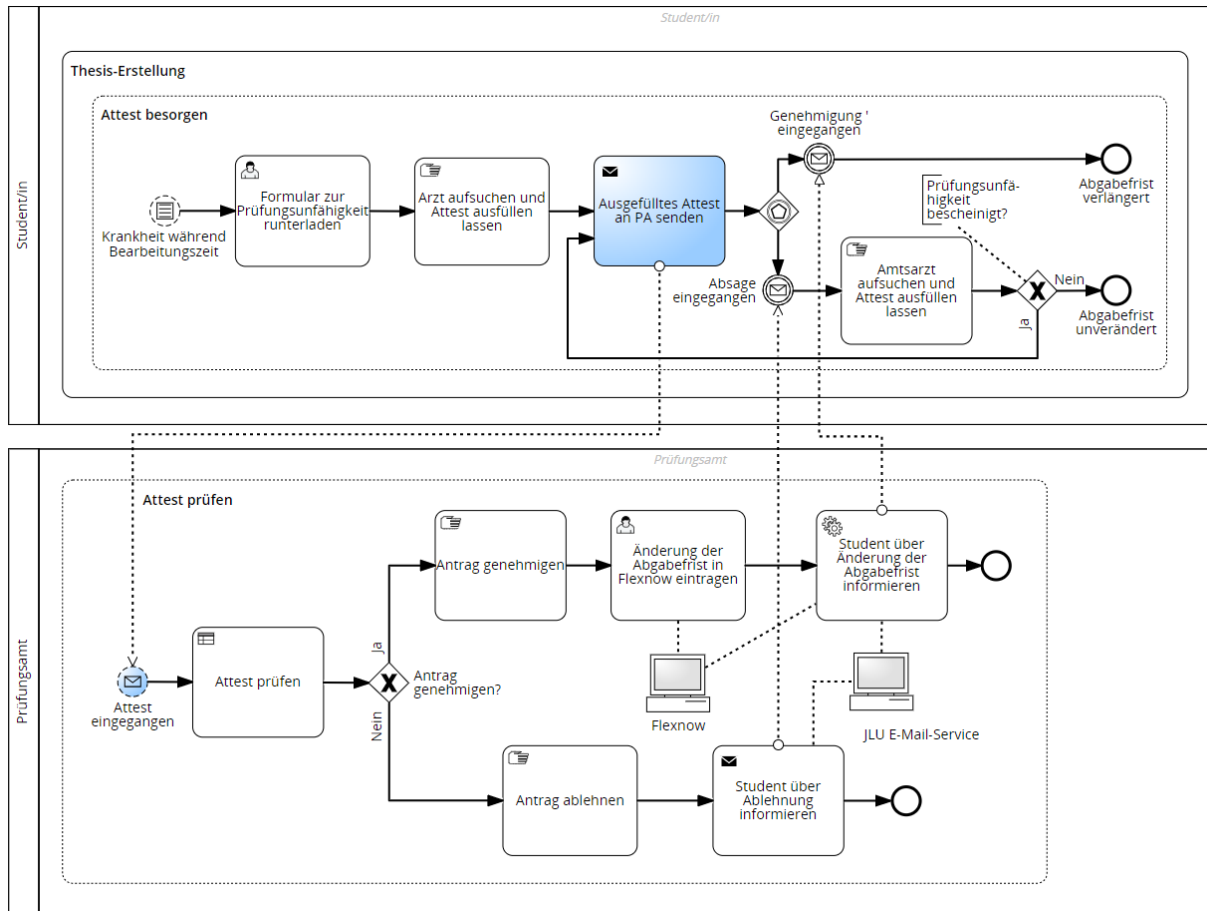 Student/in
Student/in
Thesis-Erstellung
Attest besorgen
Krankheit während
Bearbeitungszeit
Formular zur
Prüfungsunfähigkeit
runterladen
Arzt aufsuchen und
Attest ausfüllen
lassen
Ausgefülltes Attest
an PA senden
Genehmigung '
eingegangen
Abgabefrist
verlängert
Absage
eingegangen
Amtsarzt
aufsuchen und
Attest ausfüllen
lassen
Prüfungsunfä-
higkeit
bescheinigt?
Nein
Ja
Abgabefrist
unverändert
Prüfungsamt
Prüfungsamt
Attest prüfen
Attest
eingegangen
Attest prüfen
Antrag
genehmigen?
Ja
Nein
Antrag genehmigen
Änderung der
Abgabefrist in
Flexnow eintragen
Student über
Änderung der
Abgabefrist
informieren
Flexnow
JLU E-Mail-Service
Antrag ablehnen
Student über
Ablehnung
informieren